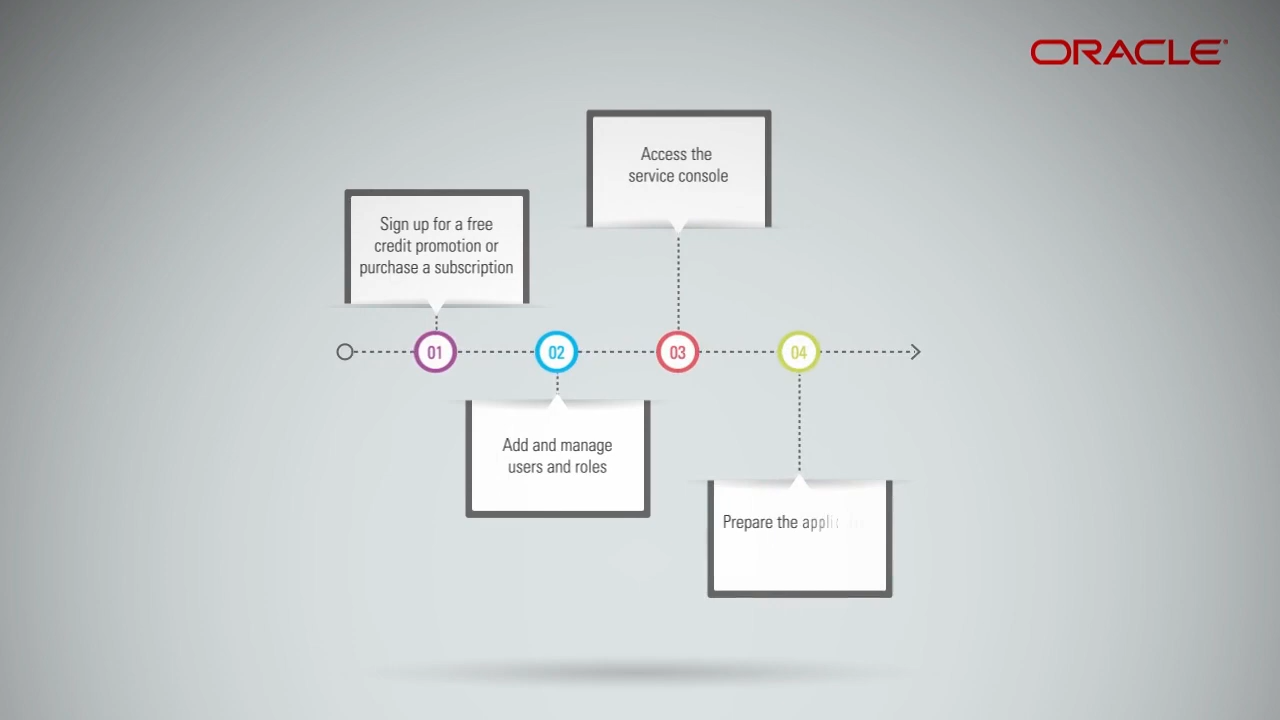 ORACLE
Access the
service console
Sign up for a free
credit promotion or
purchase a subscription
01
02
03
04
Add and manage
users and roles
Prepare the